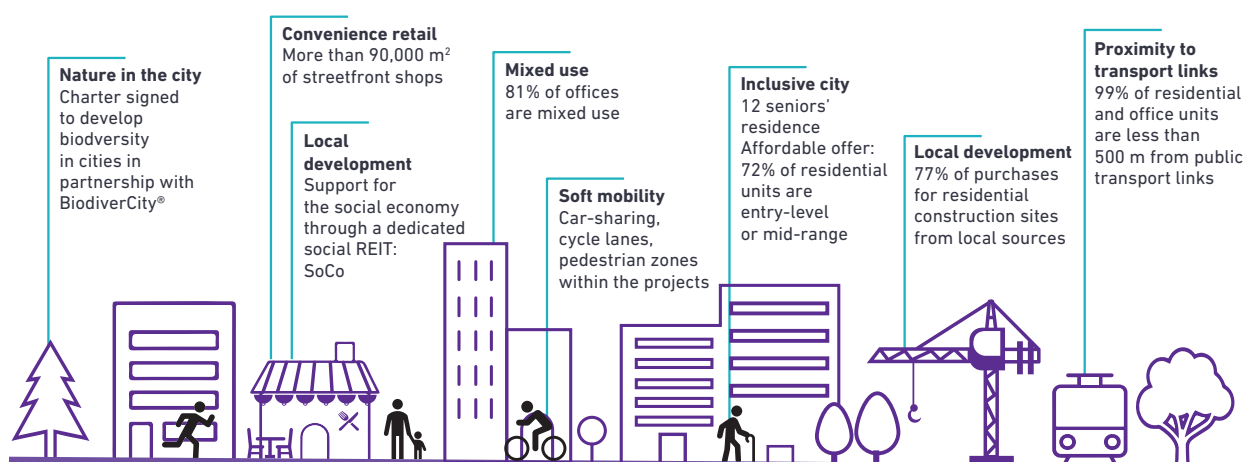 Nature in the city
Charter signed
to develop
biodversity
in cities in
partnership with
BiodiverCity®
Convenience retail
More than 90,000 m²
of streetfront shops
Local
development
Support for
the social economy
through a dedicated
social REIT:
SoCo
Mixed use
81% of offices
are mixed use
Soft mobility
Car-sharing,
cycle lanes,
pedestrian zones
within the projects
Inclusive city
12 seniors'
residence
Affordable offer:
72% of residential
units are
entry-level
or mid-range
Local development
77% of purchases
for residential
construction sites
from local sources
Proximity to
transport links
99% of residential
and office units
are less than
500 m from public
transport links